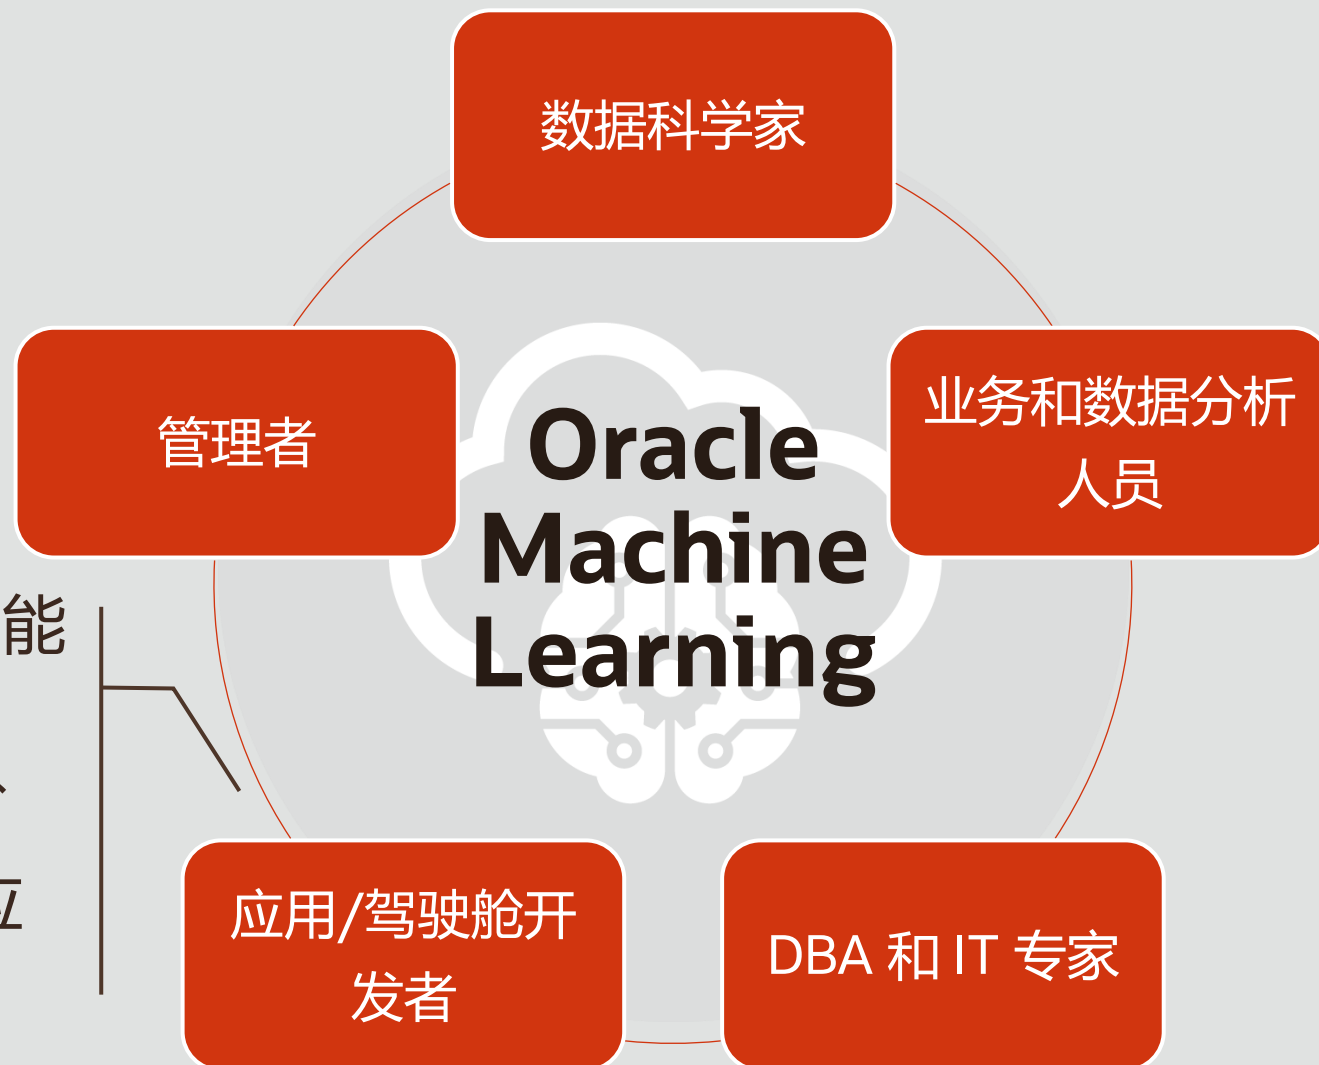 数据科学家
管理者
业务和数据分析
人员
Oracle
Machine
Learning
能
、
应
应用/驾驶舱开
发者
DBA 和 IT 专家